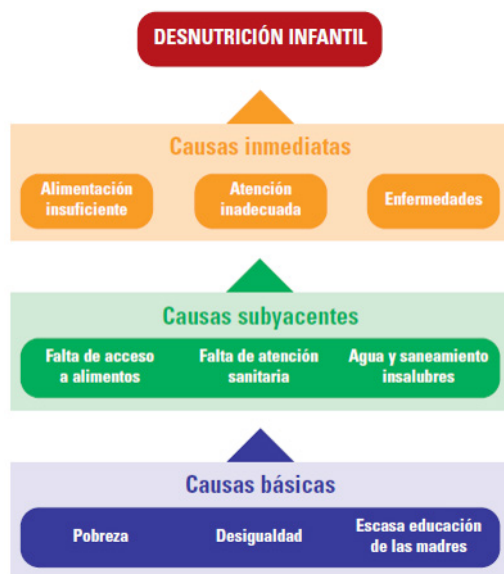 DESNUTRICIÓN INFANTIL
Causas inmediatas
Alimentación
insuficiente
Atención
inadecuada
Enfermedades
Causas subyacentes
Falta de acceso
a alimentos
Falta de atención
sanitaria
Agua y saneamiento
insalubres
Causas básicas
Pobreza
Desigualdad
Escasa educación
de las madres